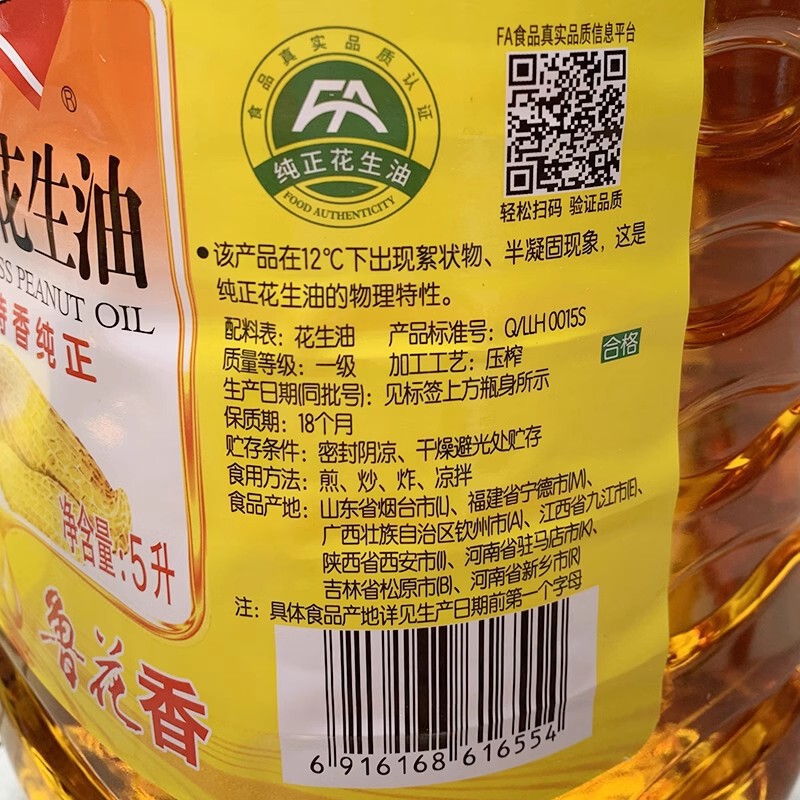 ®
花生油
SS PEANUT OIL
特香纯正
净含量:5升
鲁花香
食品真实品质认证
FA
纯正花生油
FOOD AUTHENTICITY
FA食品真实品质信息平台
轻松扫码 验证品质
●该产品在12℃下出现絮状物、半凝固现象，这是
纯正花生油的物理特性。
配料表：花生油 产品标准号：Q/LLH 0015S
质量等级：一级 加工工艺：压榨 合格
生产日期(同批号)：见标签上方瓶身所示
保质期：18个月
贮存条件：密封阴凉、干燥避光处贮存
食用方法：煎、炒、炸、凉拌
食品产地：山东省烟台市(L)、福建省宁德市(M)、
广西壮族自治区钦州市(A)、江西省九江市(E)、
陕西省西安市(I)、河南省驻马店市(K)、
吉林省松原市(B)、河南省新乡市(R)
注：具体食品产地详见生产日期前第一个字母
6 916168 616554